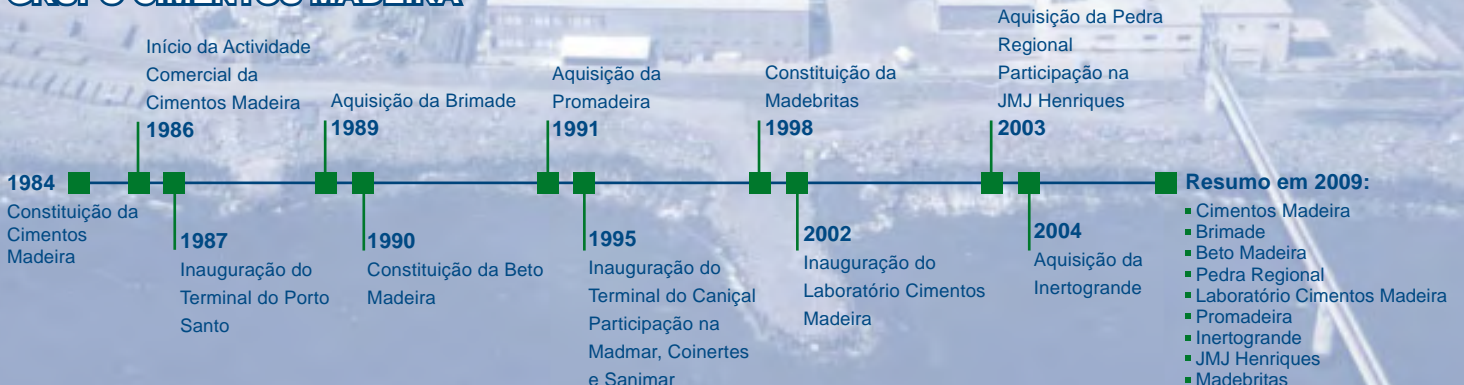 GRUPO CIMENTOS MADEIRA
1984
Constituição da
Cimentos
Madeira
Início da Actividade
Comercial da
Cimentos Madeira
1986
1987
Inauguração do
Terminal do Porto
Santo
Aquisição da Brimade
1989
1990
Constituição da Beto
Madeira
Aquisição da
Promadeira
1991
1995
Inauguração do
Terminal do Caniçal
Participação na
Madmar, Coinertes
e Sanimar
Constituição da
Madebritas
1998
2002
Inauguração do
Laboratório Cimentos
Madeira
Aquisição da Pedra
Regional
Participação na
JMJ Henriques
2003
2004
Aquisição da
Inertogrande
Resumo em 2009:
Cimentos Madeira
Brimade
Beto Madeira
Pedra Regional
Laboratório Cimentos Madeira
Promadeira
Inertogrande
JMJ Henriques
Madebritas